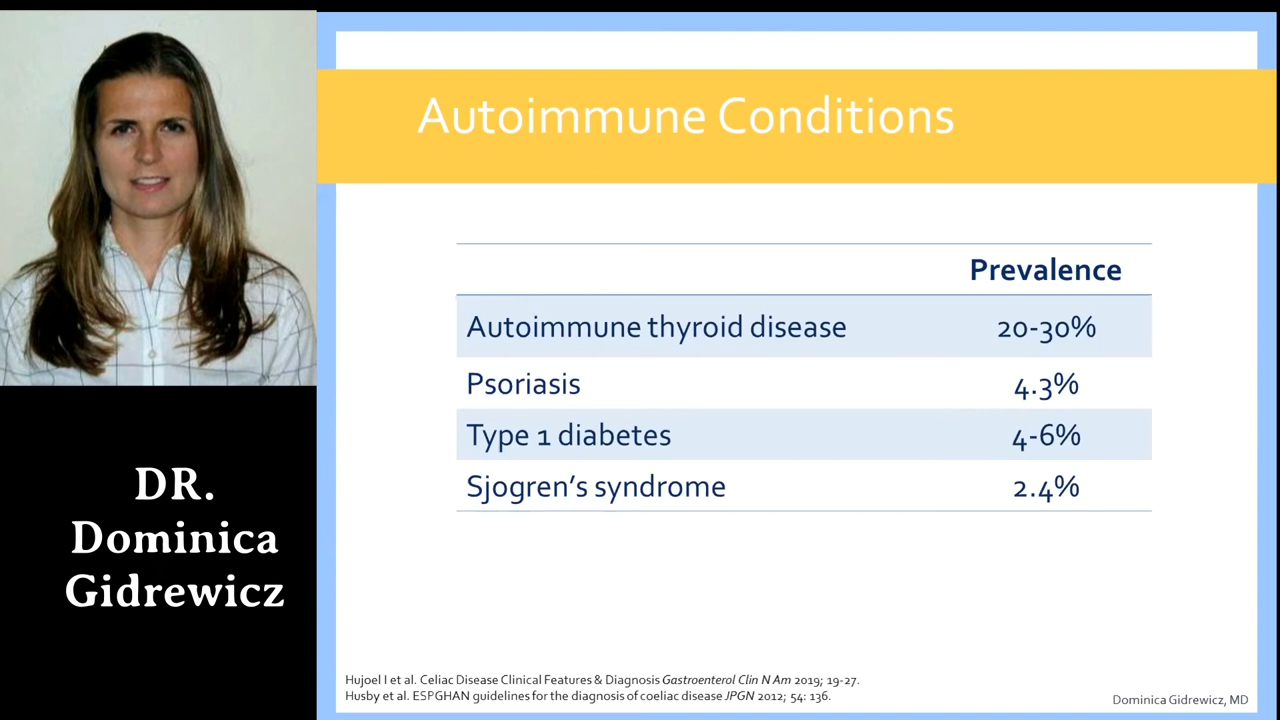 DR.
Dominica
Gidrewicz
Autoimmune Conditions
Prevalence
Autoimmune thyroid disease 20-30%
Psoriasis 4.3%
Type 1 diabetes 4-6%
Sjogren's syndrome 2.4%
Hujoel I et al. Celiac Disease Clinical Features & Diagnosis Gastroenterol Clin N Am 2019; 19-27.
Husby et al. ESPGHAN guidelines for the diagnosis of coeliac disease JPGN 2012; 54: 136.
Dominica Gidrewicz, MD